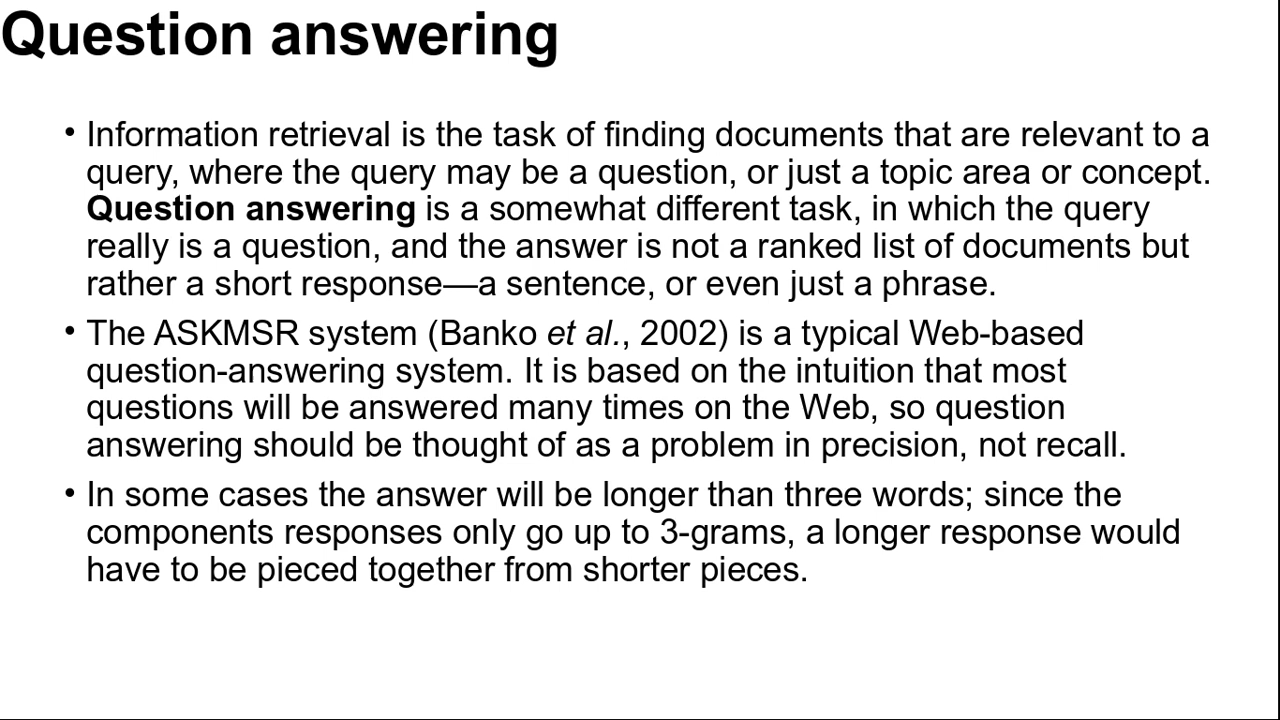 Question answering
• Information retrieval is the task of finding documents that are relevant to a
query, where the query may be a question, or just a topic area or concept.
Question answering is a somewhat different task, in which the query
really is a question, and the answer is not a ranked list of documents but
rather a short response—a sentence, or even just a phrase.
• The ASKMSR system (Banko et al., 2002) is a typical Web-based
question-answering system. It is based on the intuition that most
questions will be answered many times on the Web, so question
answering should be thought of as a problem in precision, not recall.
• In some cases the answer will be longer than three words; since the
components responses only go up to 3-grams, a longer response would
have to be pieced together from shorter pieces.